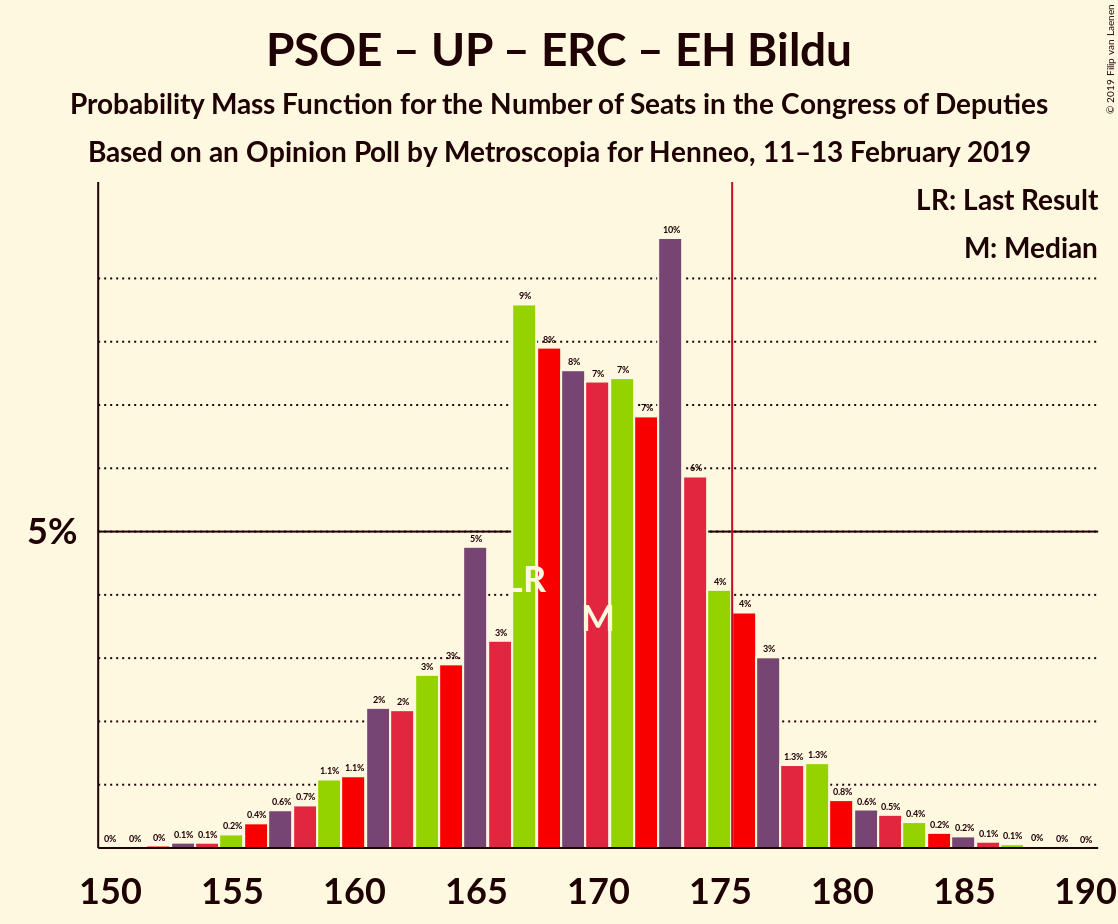 PSOE – UP – ERC – EH Bildu
Probability Mass Function for the Number of Seats in the Congress of Deputies
Based on an Opinion Poll by Metroscopia for Henneo, 11–13 February 2019
© 2019 Filip van Laenen
LR: Last Result
M: Median
5%
0% 0% 0% 0.1% 0.1% 0.2% 0.4% 0.6% 0.7% 1.1% 1.1% 2% 2% 3% 3% 5% 3% 9% 8% 8% 7% 7% 7% 10% 6% 4% 4% 3% 1.3% 1.3% 0.8% 0.6% 0.5% 0.4% 0.2% 0.2% 0.1% 0.1% 0% 0% 0%
LR
M
150 155 160 165 170 175 180 185 190